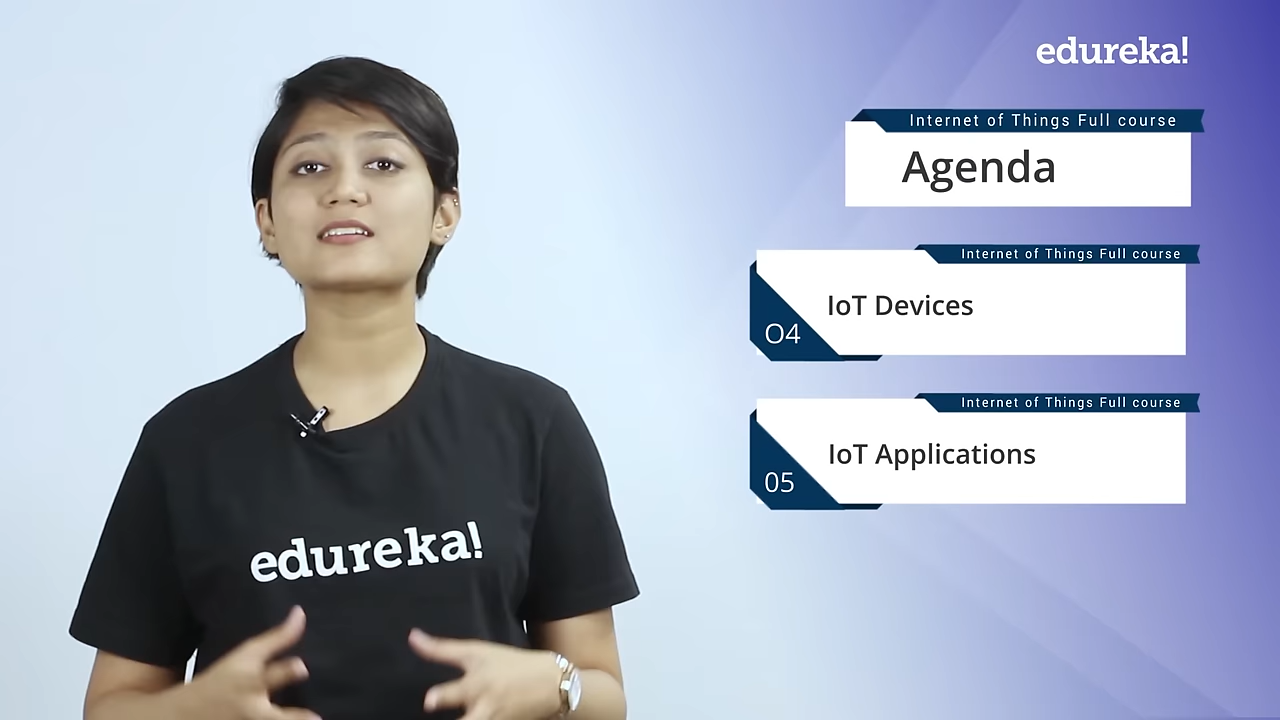 edureka!
Internet of Things Full course
Agenda
Internet of Things Full course
IoT Devices
O4
Internet of Things Full course
IoT Applications
05
edureka!